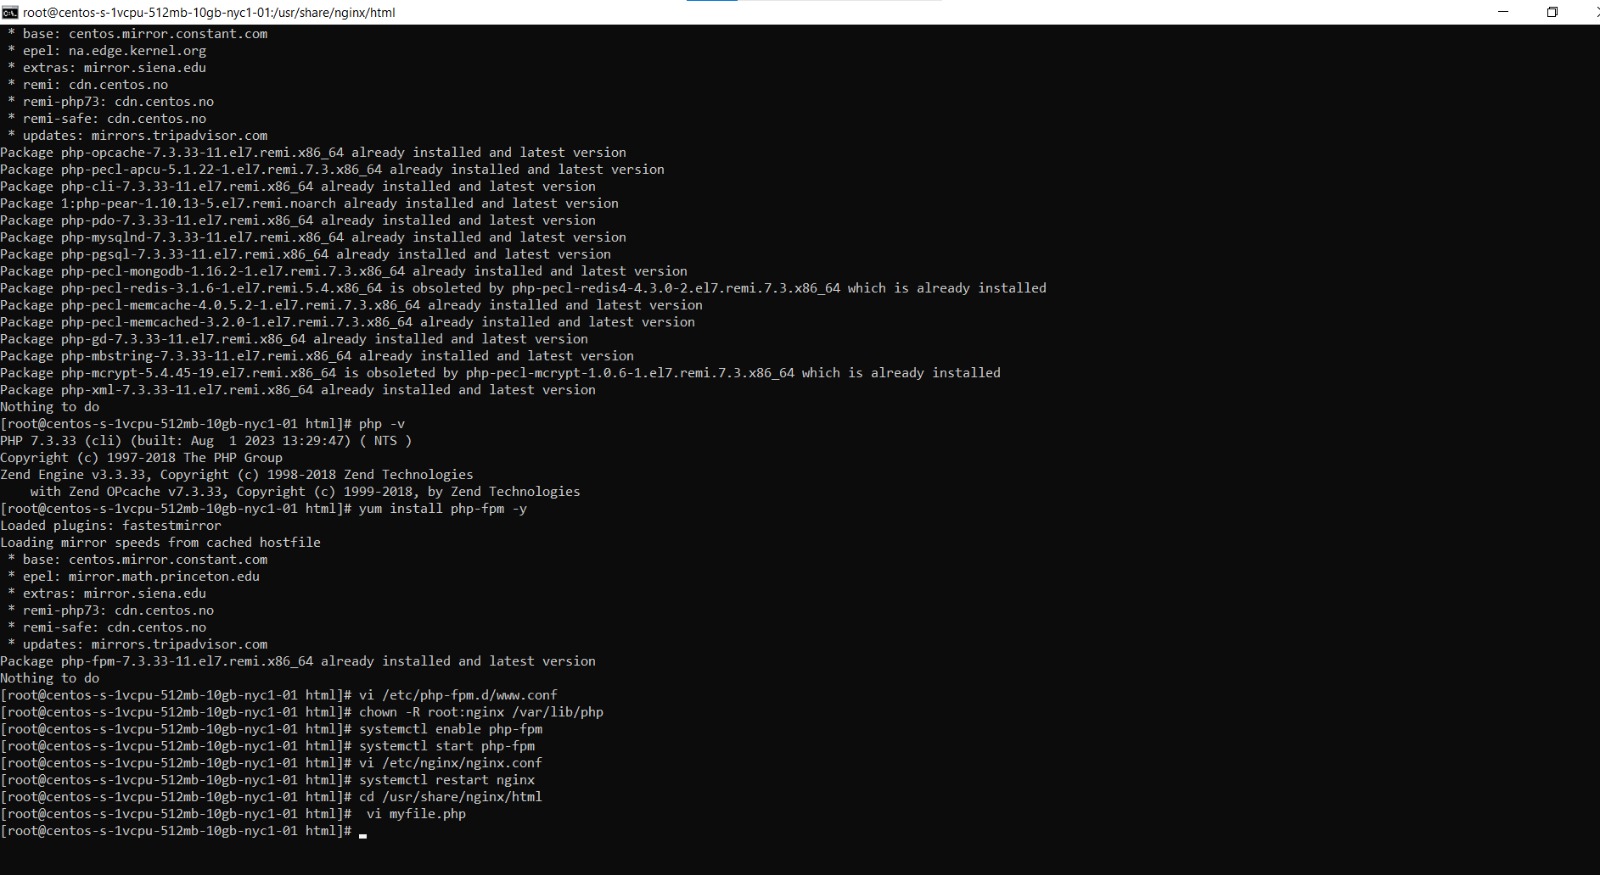 root@centos-s-1vcpu-512mb-10gb-nyc1-01:/usr/share/nginx/html
* base: centos.mirror.constant.com
* epel: na.edge.kernel.org
* extras: mirror.siena.edu
* remi: cdn.centos.no
* remi-php73: cdn.centos.no
* remi-safe: cdn.centos.no
* updates: mirrors.tripadvisor.com
Package php-opcache-7.3.33-11.el7.remi.x86_64 already installed and latest version
Package php-pecl-apcu-5.1.22-1.el7.remi.7.3.x86_64 already installed and latest version
Package php-cli-7.3.33-11.el7.remi.x86_64 already installed and latest version
Package 1:php-pear-1.10.13-5.el7.remi.noarch already installed and latest version
Package php-pdo-7.3.33-11.el7.remi.x86_64 already installed and latest version
Package php-mysqlnd-7.3.33-11.el7.remi.x86_64 already installed and latest version
Package php-pgsql-7.3.33-11.el7.remi.x86_64 already installed and latest version
Package php-pecl-mongodb-1.16.2-1.el7.remi.7.3.x86_64 already installed and latest version
Package php-pecl-redis-3.1.6-1.el7.remi.5.4.x86_64 is obsoleted by php-pecl-redis4-4.3.0-2.el7.remi.7.3.x86_64 which is already installed
Package php-pecl-memcache-4.0.5.2-1.el7.remi.7.3.x86_64 already installed and latest version
Package php-pecl-memcached-3.2.0-1.el7.remi.7.3.x86_64 already installed and latest version
Package php-gd-7.3.33-11.el7.remi.x86_64 already installed and latest version
Package php-mbstring-7.3.33-11.el7.remi.x86_64 already installed and latest version
Package php-mcrypt-5.4.45-19.el7.remi.x86_64 is obsoleted by php-pecl-mcrypt-1.0.6-1.el7.remi.7.3.x86_64 which is already installed
Package php-xml-7.3.33-11.el7.remi.x86_64 already installed and latest version
Nothing to do
[root@centos-s-1vcpu-512mb-10gb-nyc1-01 html]# php -v
PHP 7.3.33 (cli) (built: Aug  1 2023 13:29:47) ( NTS )
Copyright (c) 1997-2018 The PHP Group
Zend Engine v3.3.33, Copyright (c) 1998-2018 Zend Technologies
    with Zend OPcache v7.3.33, Copyright (c) 1999-2018, by Zend Technologies
[root@centos-s-1vcpu-512mb-10gb-nyc1-01 html]# yum install php-fpm -y
Loaded plugins: fastestmirror
Loading mirror speeds from cached hostfile
* base: centos.mirror.constant.com
* epel: mirror.math.princeton.edu
* extras: mirror.siena.edu
* remi-php73: cdn.centos.no
* remi-safe: cdn.centos.no
* updates: mirrors.tripadvisor.com
Package php-fpm-7.3.33-11.el7.remi.x86_64 already installed and latest version
Nothing to do
[root@centos-s-1vcpu-512mb-10gb-nyc1-01 html]# vi /etc/php-fpm.d/www.conf
[root@centos-s-1vcpu-512mb-10gb-nyc1-01 html]# chown -R root:nginx /var/lib/php
[root@centos-s-1vcpu-512mb-10gb-nyc1-01 html]# systemctl enable php-fpm
[root@centos-s-1vcpu-512mb-10gb-nyc1-01 html]# systemctl start php-fpm
[root@centos-s-1vcpu-512mb-10gb-nyc1-01 html]# vi /etc/nginx/nginx.conf
[root@centos-s-1vcpu-512mb-10gb-nyc1-01 html]# systemctl restart nginx
[root@centos-s-1vcpu-512mb-10gb-nyc1-01 html]# cd /usr/share/nginx/html
[root@centos-s-1vcpu-512mb-10gb-nyc1-01 html]#  vi myfile.php
[root@centos-s-1vcpu-512mb-10gb-nyc1-01 html]#